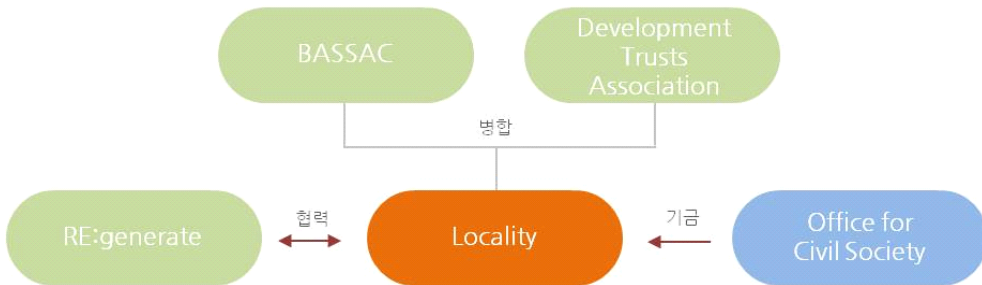 BASSAC
Development
Trusts
Association
병합
RE:generate
협력
Locality
기금
Office for
Civil Society